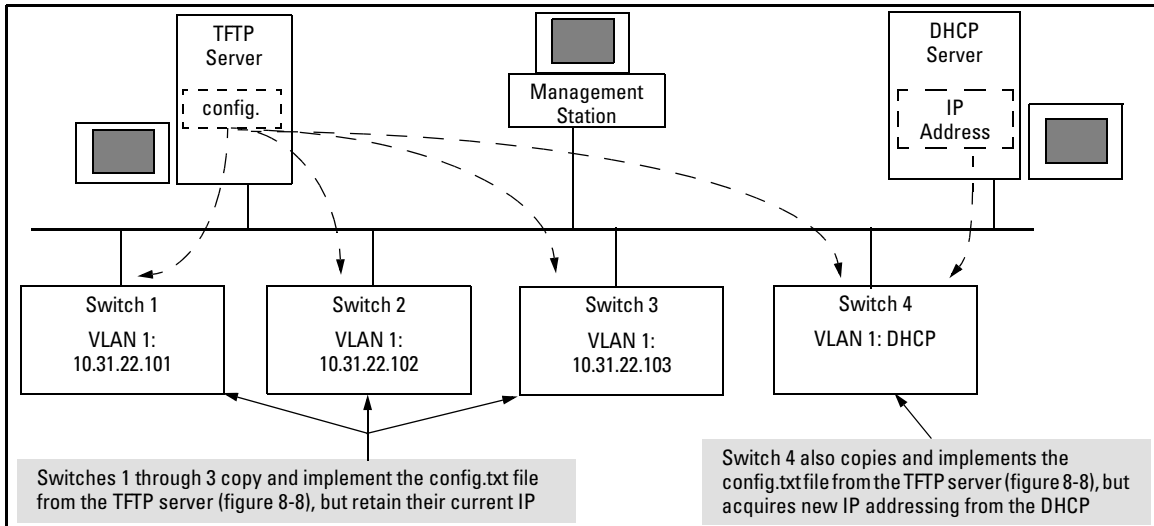 TFTP
Server
config.
Management
Station
DHCP
Server
IP
Address
Switch 1
VLAN 1:
10.31.22.101
Switch 2
VLAN 1:
10.31.22.102
Switch 3
VLAN 1:
10.31.22.103
Switch 4
VLAN 1: DHCP
Switches 1 through 3 copy and implement the config.txt file
from the TFTP server (figure 8-8), but retain their current IP
Switch 4 also copies and implements the
config.txt file from the TFTP server (figure 8-8), but
acquires new IP addressing from the DHCP